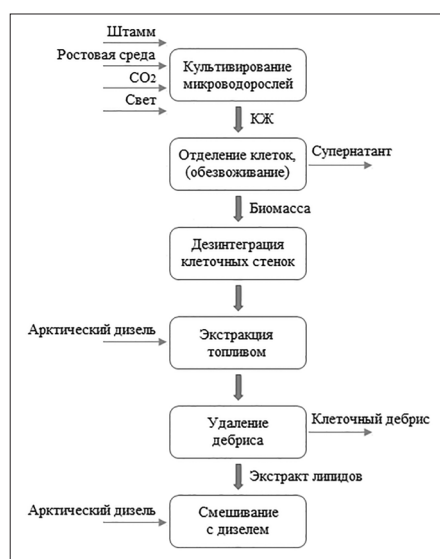 Штамм
Ростовая среда
CO2
Свет
Культивирование
микроводорослей
КЖ
Отделение клеток,
(обезвоживание)
Супернатант
Биомасса
Дезинтеграция
клеточных стенок
Арктический дизель
Экстракция
топливом
Удаление
дебриса
Клеточный дебрис
Экстракт липидов
Арктический дизель
Смешивание
с дизелем